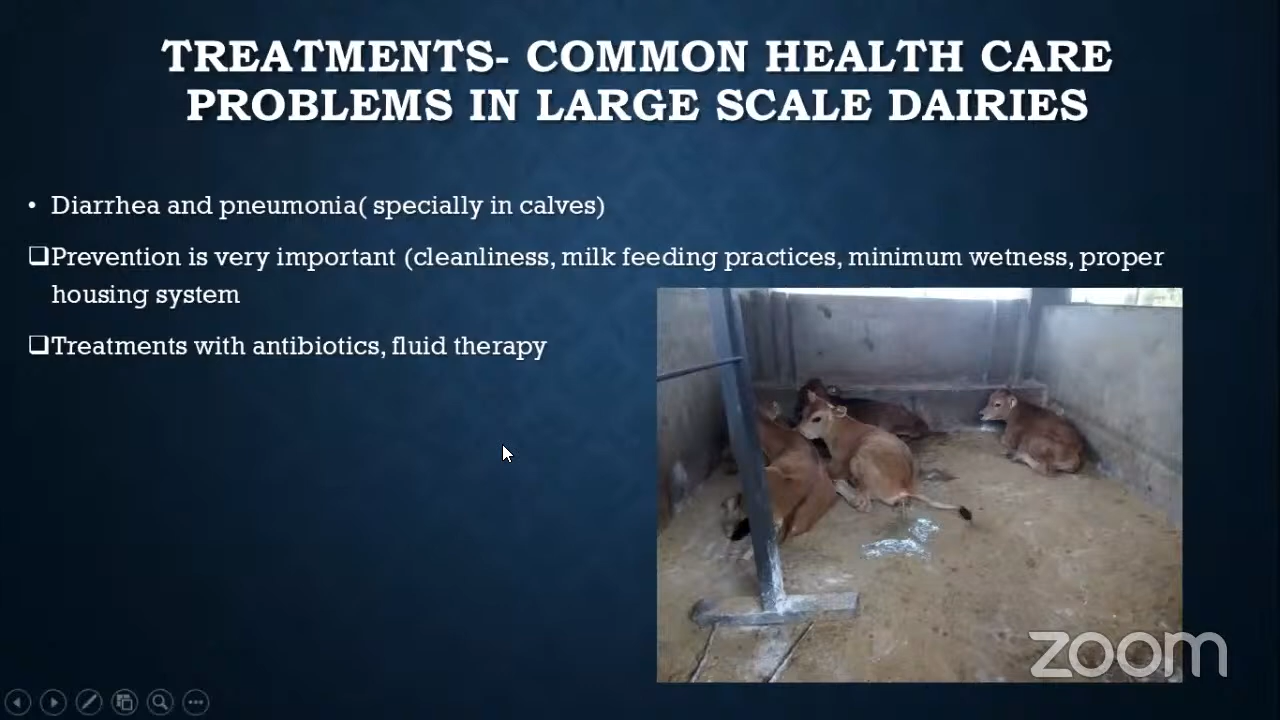 TREATMENTS- COMMON HEALTH CARE
PROBLEMS IN LARGE SCALE DAIRIES
• Diarrhea and pneumonia( specially in calves)
❑Prevention is very important (cleanliness, milk feeding practices, minimum wetness, proper
housing system
❑Treatments with antibiotics, fluid therapy
zoom